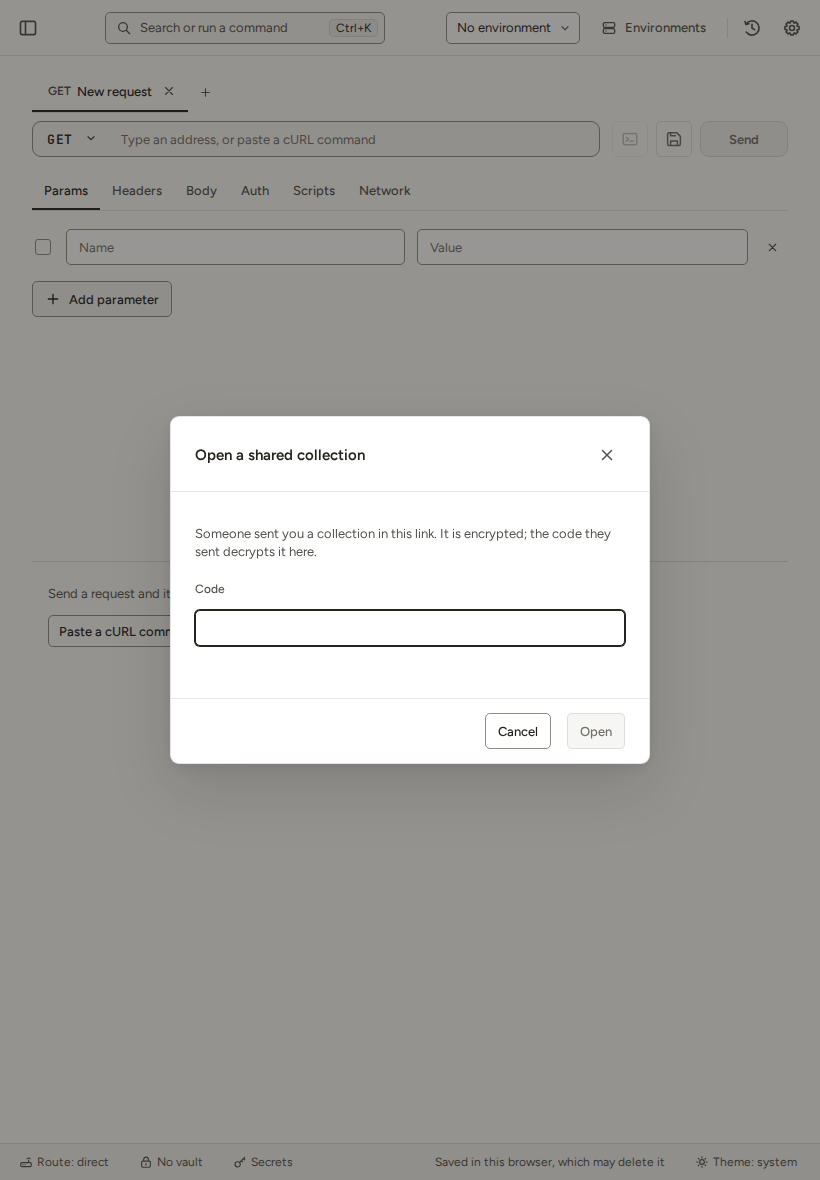 Search or run a command Ctrl+K No environment Environments
GET New request
GET Type an address, or paste a cURL command Send
Params Headers Body Auth Scripts Network
Name Value
Add parameter
Open a shared collection
Someone sent you a collection in this link. It is encrypted; the code they
sent decrypts it here.
Send a request and it
Code
Paste a cURL comm
Cancel Open
Route: direct No vault Secrets Saved in this browser, which may delete it Theme: system